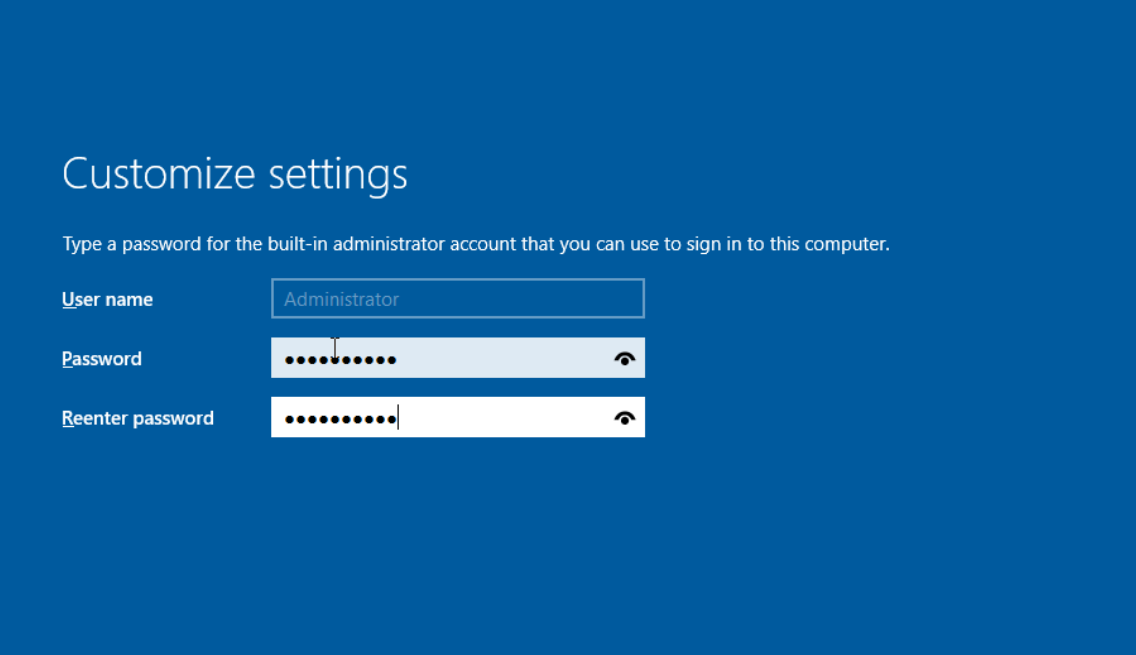 Customize settings
Type a password for the built-in administrator account that you can use to sign in to this computer.
User name Administrator
Password ••••••••••
Reenter password ••••••••••